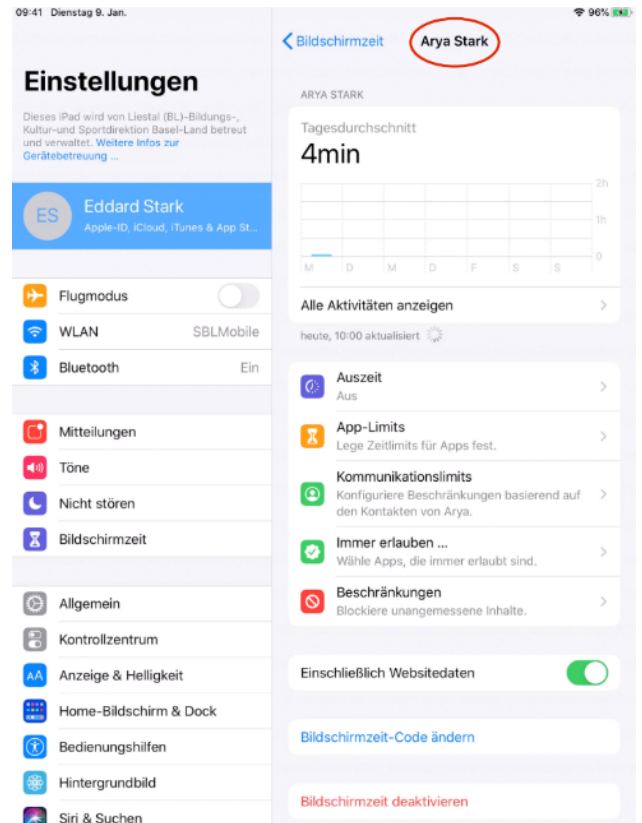 09:41 Dienstag 9. Jan.
96%
Einstellungen
Dieses iPad wird von Liestal (BL)-Bildungs-,
Kultur-und Sportdirektion Basel-Land betreut
und verwaltet. Weitere Infos zur
Gerätebetreuung ...
ES
Eddard Stark
Apple-ID, iCloud, iTunes & App St...
Flugmodus
WLAN SBLMobile
Bluetooth Ein
Mitteilungen
Töne
Nicht stören
Bildschirmzeit
Allgemein
Kontrollzentrum
AA Anzeige & Helligkeit
Home-Bildschirm & Dock
Bedienungshilfen
Hintergrundbild
Siri & Suchen
Bildschirmzeit
Arya Stark
ARYA STARK
Tagesdurchschnitt
4min
2h
1h
0
M D M D F S S
Alle Aktivitäten anzeigen
heute, 10:00 aktualisiert
Auszeit
Aus
App-Limits
Lege Zeitlimits für Apps fest.
Kommunikationslimits
Konfiguriere Beschränkungen basierend auf
den Kontakten von Arya.
Immer erlauben ...
Wähle Apps, die immer erlaubt sind.
Beschränkungen
Blockiere unangemessene Inhalte.
Einschließlich Websitedaten
Bildschirmzeit-Code ändern
Bildschirmzeit deaktivieren